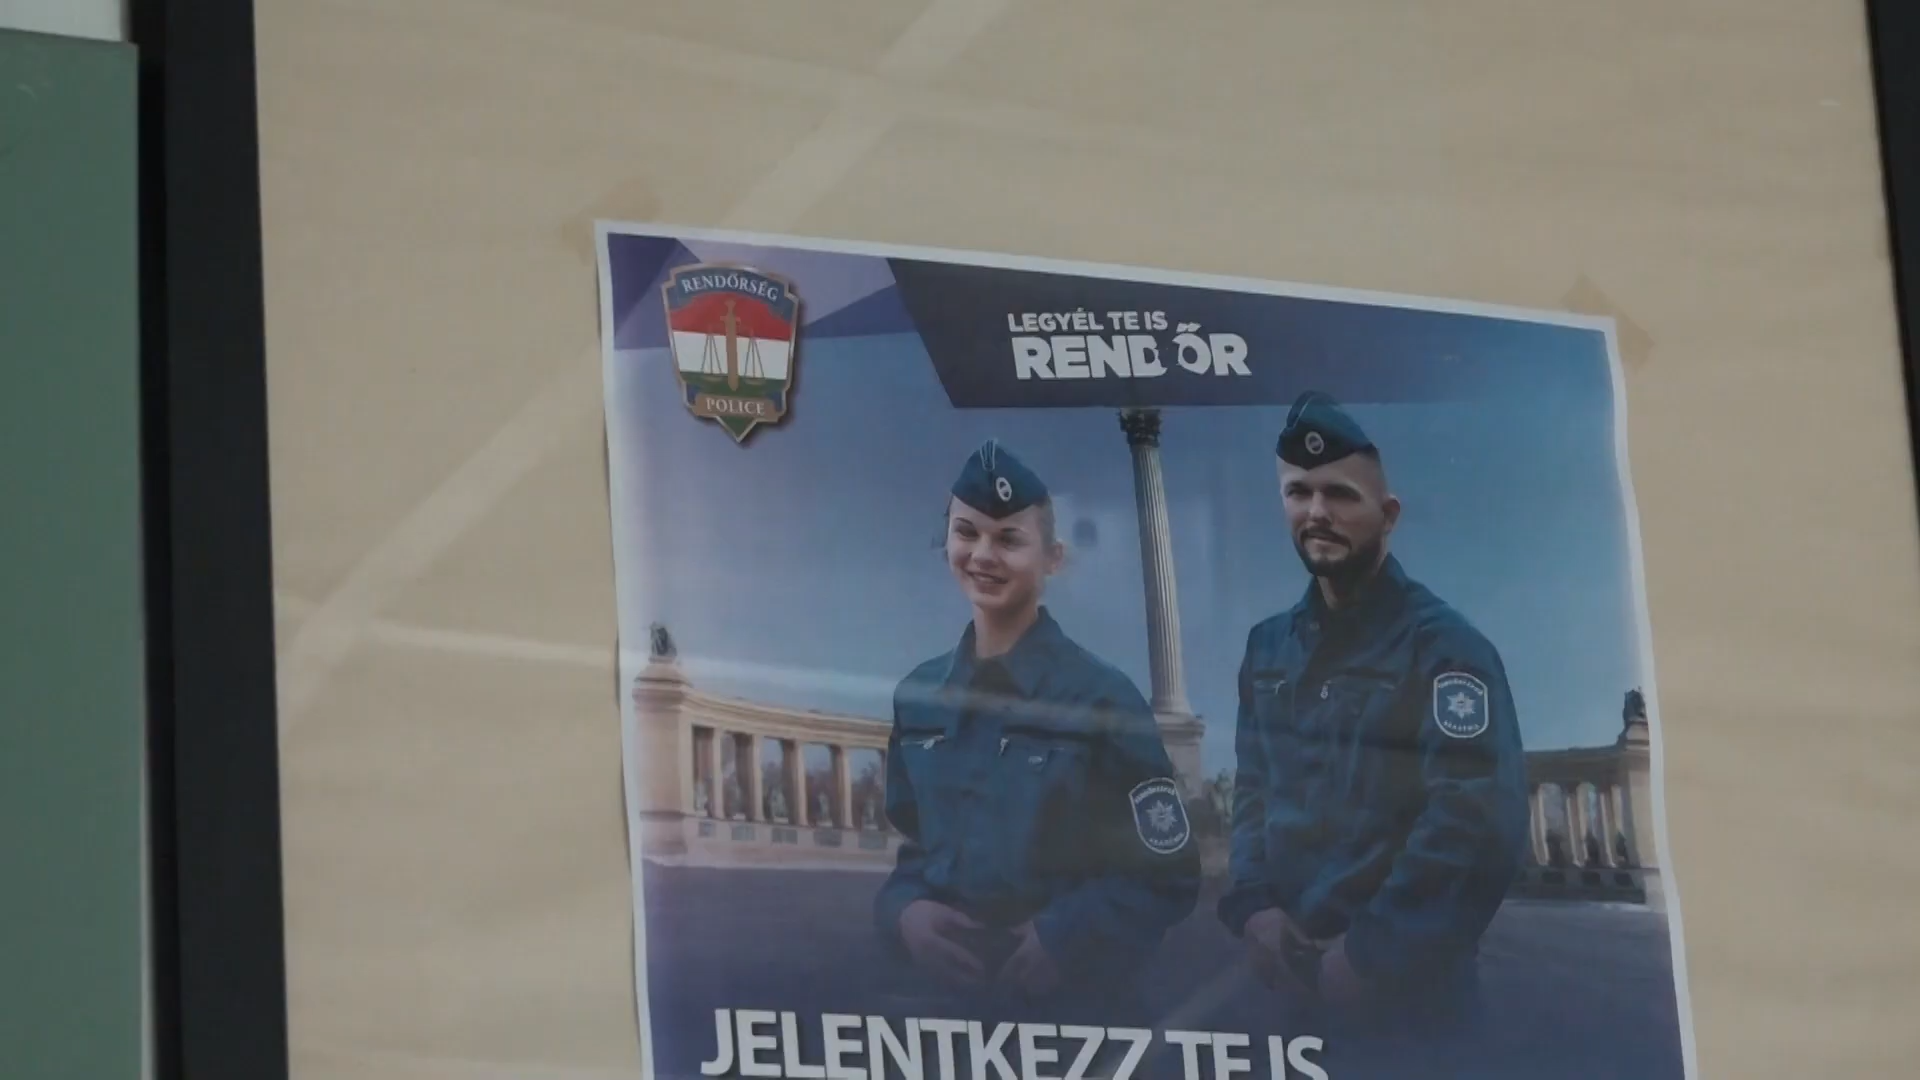 RENDŐRSÉG
POLICE
LEGYÉL TE IS
RENDŐR
JELENTKEZZ TE IS